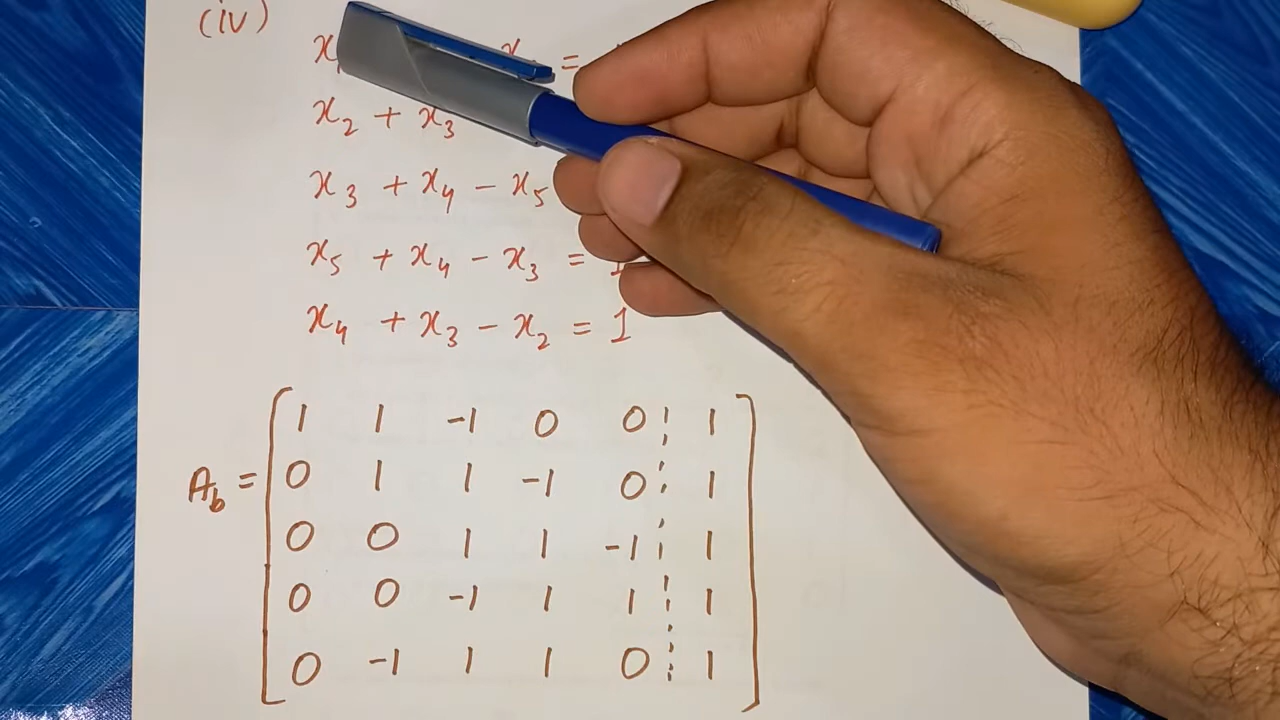 (iv)
x =
x₂ + x₃
x₃ + x₄ − x₅
x₅ + x₄ − x₃ = 1
x₄ + x₃ − x₂ = 1
1 1 -1 0 0 ¦ 1
A_b = 0 1 1 -1 0 ¦ 1
0 0 1 1 -1 ¦ 1
0 0 -1 1 1 ¦ 1
0 -1 1 1 0 ¦ 1